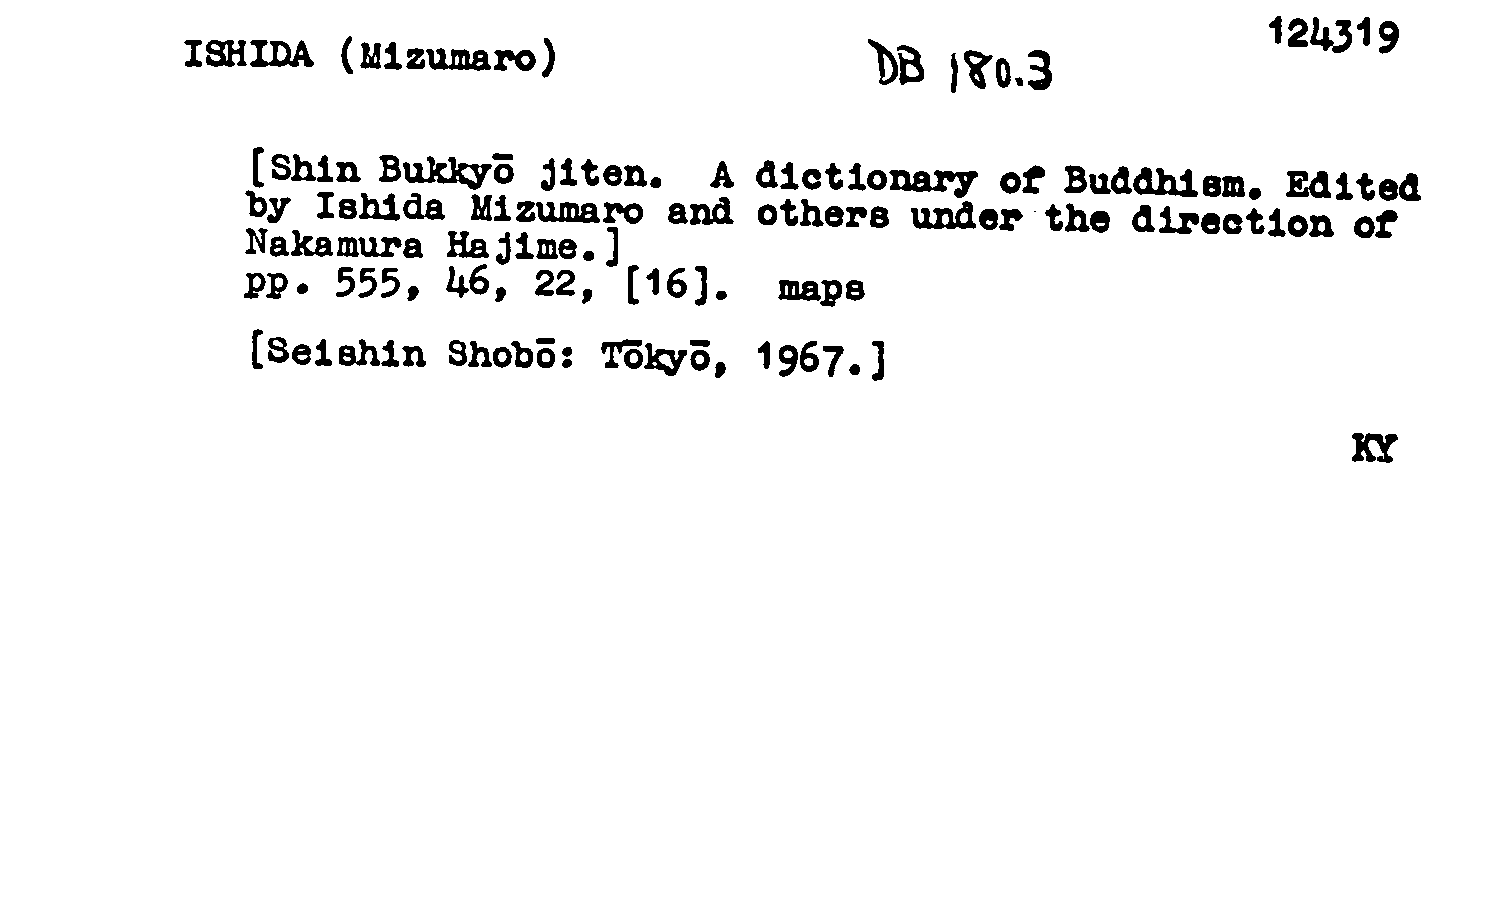 ISHIDA (Mizumaro)
DB 180.3
124319
[Shin Bukkyō jiten. A dictionary of Buddhism. Edited
by Ishida Mizumaro and others under the direction of
Nakamura Hajime.]
pp. 555, 46, 22, [16]. maps
[Seishin Shobō: Tōkyō, 1967.]
KY